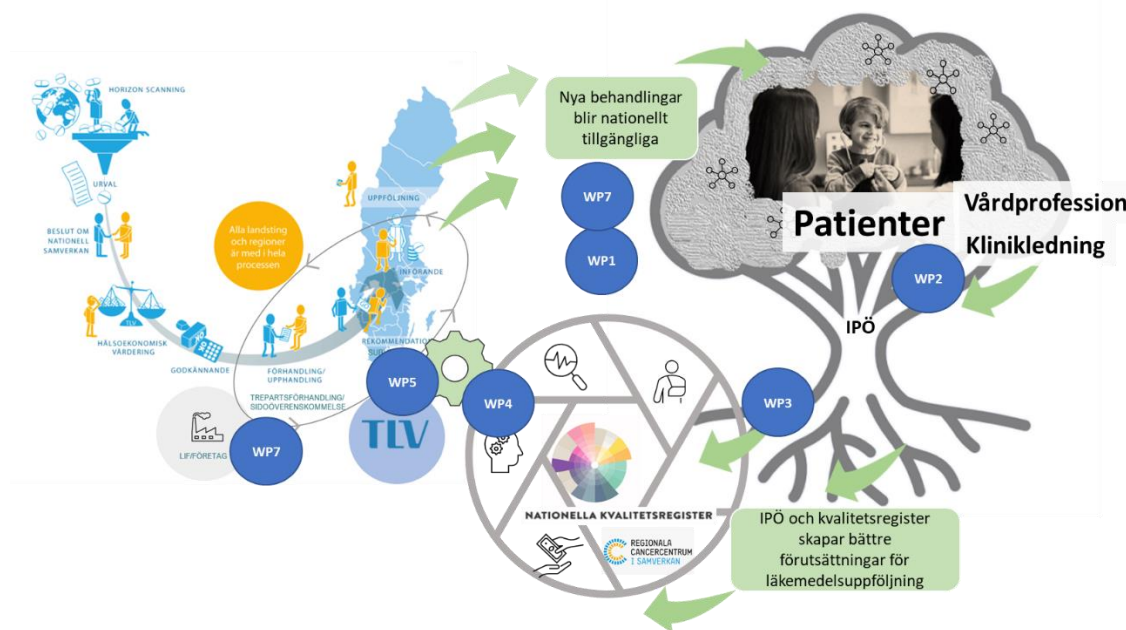 HORIZON SCANNING
URVAL
BESLUT OM
NATIONELL
SAMVERKAN
TLV
HÄLSOEKONOMISK
VÄRDERING
GODKÄNNANDE
FÖRHANDLING/
UPPHANDLING
Alla landsting
och regioner
är med i hela
processen
UPPFÖLJNING
INFÖRANDE
TREPARTSFÖRHANDLING/
SIDOÖVERENSKOMMELSE
LIF/FÖRETAG
WP7
TLV
WP5
WP4
Nya behandlingar
blir nationellt
tillgängliga
WP7
WP1
Patienter
Vårdprofession
Klinikledning
WP2
IPÖ
WP3
NATIONELLA KVALITETSREGISTER
REGIONALA
CANCERCENTRUM
I SAMVERKAN
IPÖ och kvalitetsregister
skapar bättre
förutsättningar för
läkemedelsuppföljning